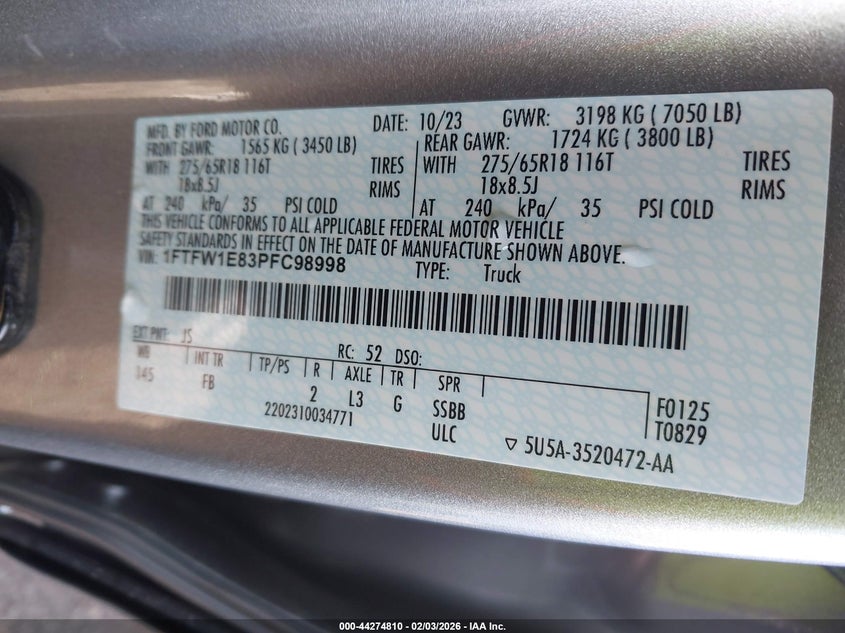 MFD. BY FORD MOTOR CO. DATE: 10/23 GVWR: 3198 KG ( 7050 LB)
FRONT GAWR: 1565 KG ( 3450 LB) REAR GAWR: 1724 KG ( 3800 LB)
WITH 275/65R18 116T TIRES WITH 275/65R18 116T TIRES
18x8.5J RIMS 18x8.5J RIMS
AT 240 kPa/ 35 PSI COLD AT 240 kPa/ 35 PSI COLD
THIS VEHICLE CONFORMS TO ALL APPLICABLE FEDERAL MOTOR VEHICLE
SAFETY STANDARDS IN EFFECT ON THE DATE OF MANUFACTURE SHOWN ABOVE.
VIN: 1FTFW1E83PFC98998 TYPE: Truck
EXT PNT: JS RC: 52 DSO:
WB INT TR TP/PS R AXLE TR SPR
145 FB 2 L3 G SSBB F0125
2202310034771 ULC T0829
▽ 5U5A-3520472-AA
000-44274810 - 02/03/2026 - IAA Inc.